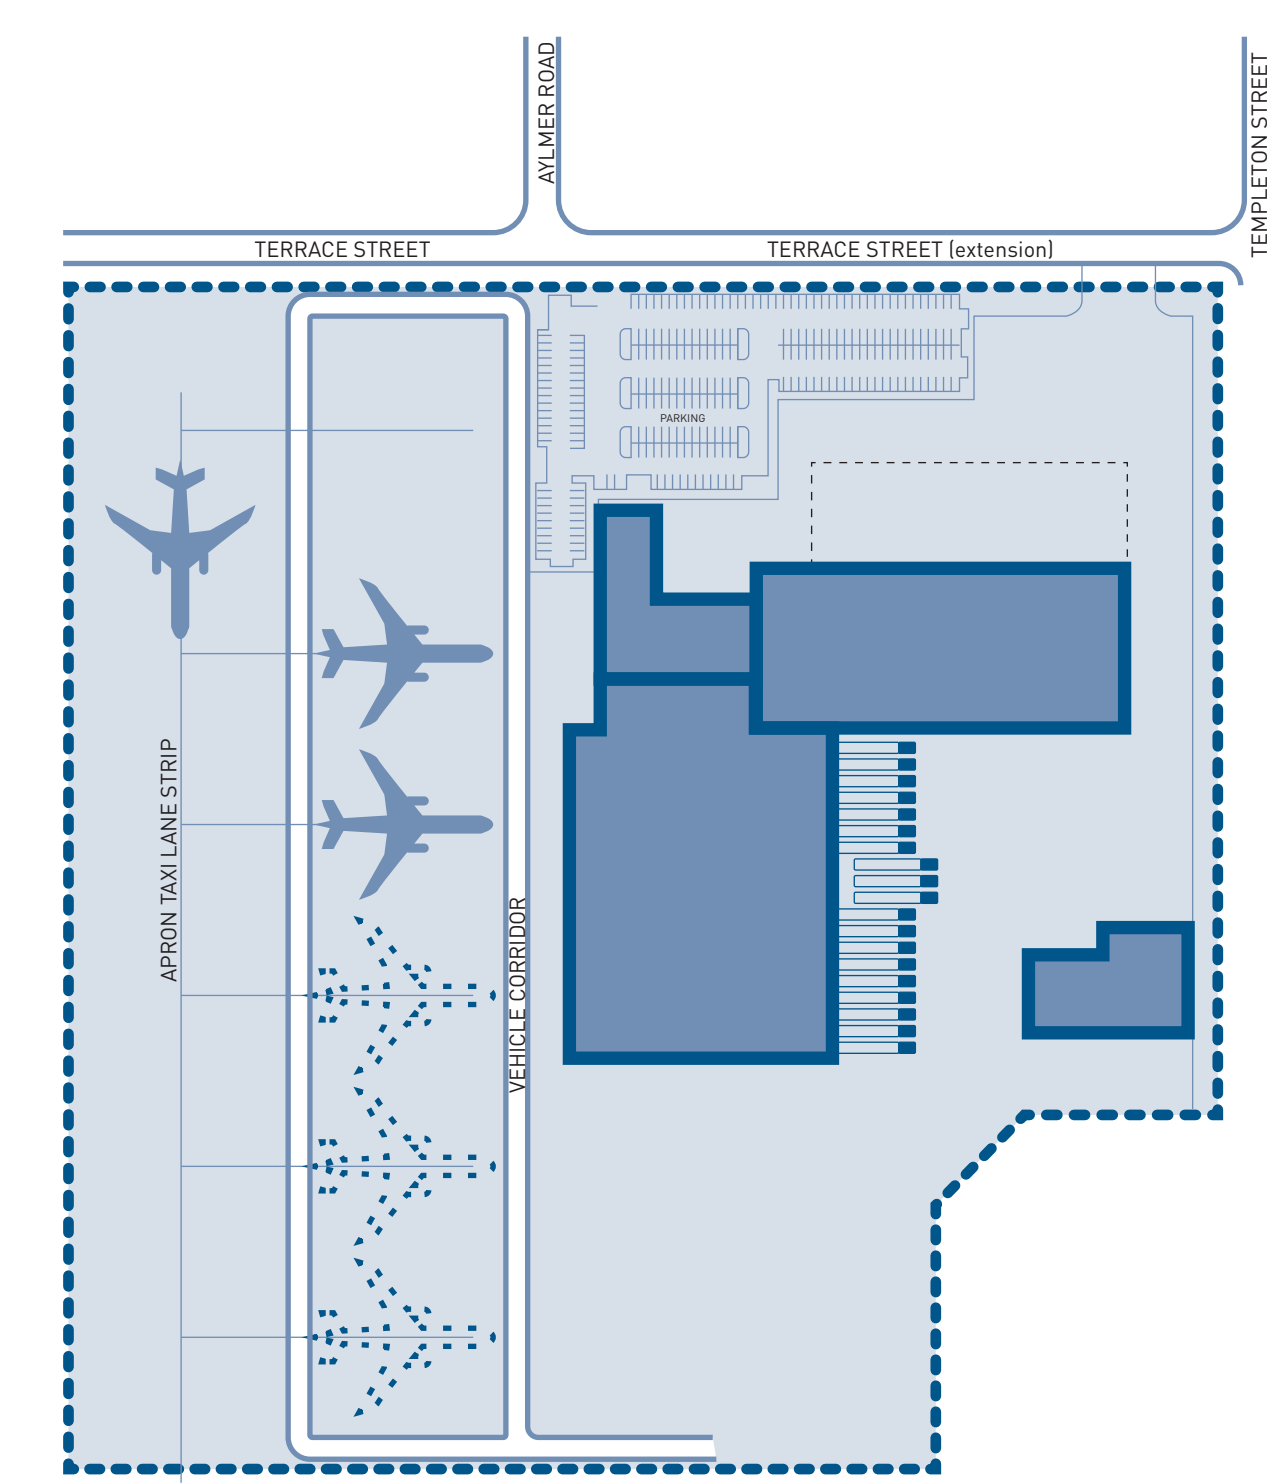 AYLMER ROAD
TEMPLETON STREET
TERRACE STREET
TERRACE STREET (extension)
PARKING
APRON TAXI LANE STRIP
VEHICLE CORRIDOR